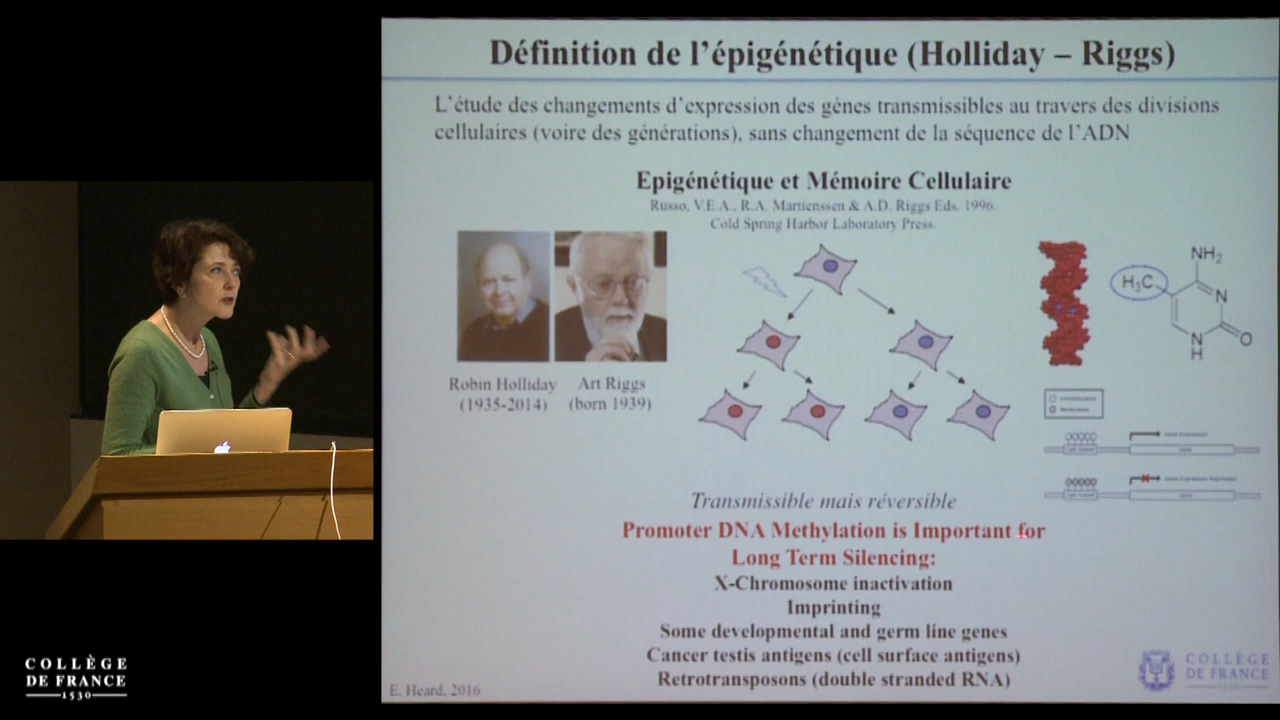 Définition de l'épigénétique (Holliday – Riggs)
L'étude des changements d'expression des gènes transmissibles au travers des divisions
cellulaires (voire des générations), sans changement de la séquence de l'ADN
Epigénétique et Mémoire Cellulaire
Russo, V.E.A., R.A. Martienssen & A.D. Riggs Eds. 1996.
Cold Spring Harbor Laboratory Press.
Robin Holliday
(1935-2014)
Art Riggs
(born 1939)
NH2
H3C
N
N
H
O
Transmissible mais réversible
Promoter DNA Methylation is Important for
Long Term Silencing:
X-Chromosome inactivation
Imprinting
Some developmental and germ line genes
Cancer testis antigens (cell surface antigens)
Retrotransposons (double stranded RNA)
E. Heard, 2016
COLLÈGE
DE FRANCE
1530
COLLÈGE
DE FRANCE
1530